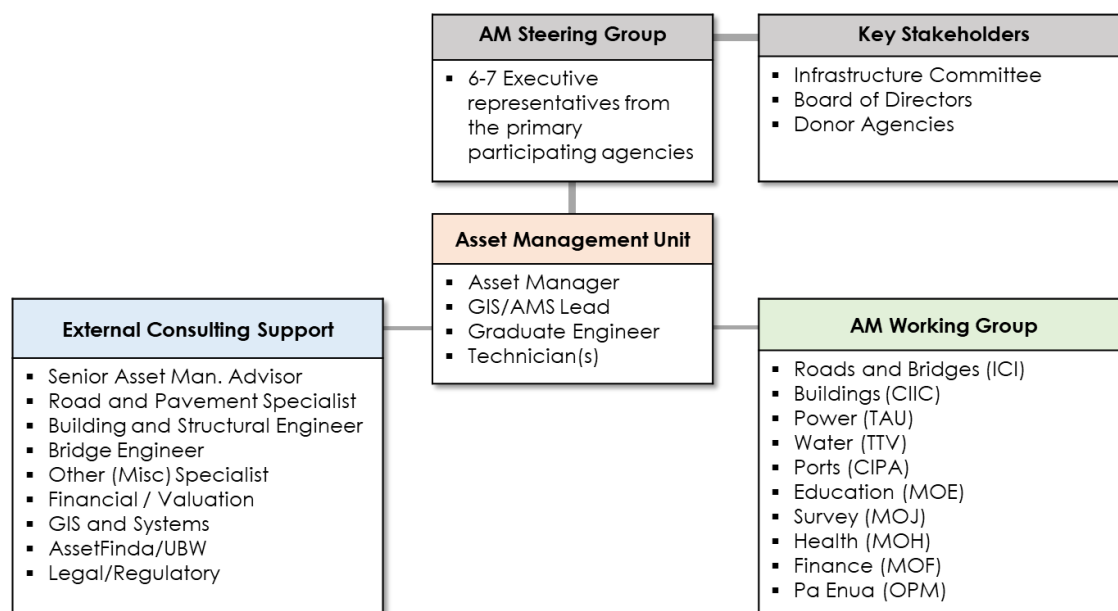 AM Steering Group
▪ 6-7 Executive
representatives from
the primary
participating agencies
Key Stakeholders
▪ Infrastructure Committee
▪ Board of Directors
▪ Donor Agencies
Asset Management Unit
▪ Asset Manager
▪ GIS/AMS Lead
▪ Graduate Engineer
▪ Technician(s)
External Consulting Support
▪ Senior Asset Man. Advisor
▪ Road and Pavement Specialist
▪ Building and Structural Engineer
▪ Bridge Engineer
▪ Other (Misc) Specialist
▪ Financial / Valuation
▪ GIS and Systems
▪ AssetFinda/UBW
▪ Legal/Regulatory
AM Working Group
▪ Roads and Bridges (ICI)
▪ Buildings (CIIC)
▪ Power (TAU)
▪ Water (TTV)
▪ Ports (CIPA)
▪ Education (MOE)
▪ Survey (MOJ)
▪ Health (MOH)
▪ Finance (MOF)
▪ Pa Enua (OPM)